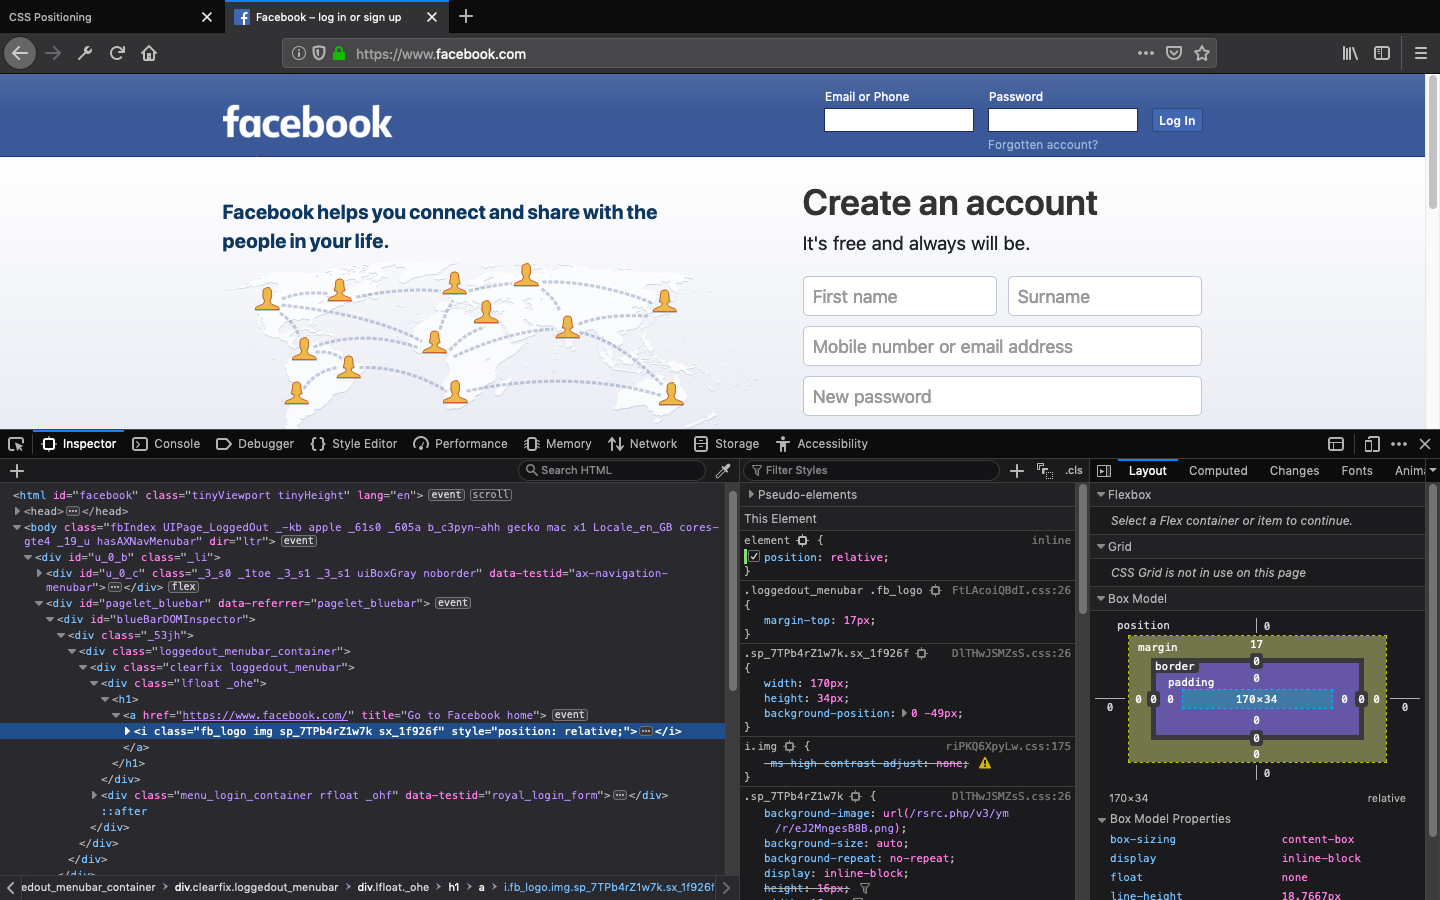 CSS Positioning
Facebook – log in or sign up
https://www.facebook.com
facebook
Email or Phone
Password
Log In
Forgotten account?
Facebook helps you connect and share with the
people in your life.
Create an account
It's free and always will be.
First name
Surname
Mobile number or email address
New password
Inspector
Console
Debugger
Style Editor
Performance
Memory
Network
Storage
Accessibility
Search HTML
<html id="facebook" class="tinyViewport tinyHeight" lang="en"> event scroll
<head> </head>
<body class="fbIndex UIPage_LoggedOut _-kb apple _61s0 _605a b_c3pyn-ahh gecko mac x1 Locale_en_GB cores-
gte4 _19_u hasAXNavMenubar" dir="ltr"> event
<div id="u_0_b" class="_li">
<div id="u_0_c" class="_3_s0 _1toe _3_s1 _3_s1 uiBoxGray noborder" data-testid="ax-navigation-
menubar"> </div> flex
<div id="pagelet_bluebar" data-referrer="pagelet_bluebar"> event
<div id="blueBarDOMInspector">
<div class="_53jh">
<div class="loggedout_menubar_container">
<div class="clearfix loggedout_menubar">
<div class="lfloat _ohe">
<h1>
<a href="https://www.facebook.com/" title="Go to Facebook home"> event
<i class="fb_logo img sp_7TPb4rZ1w7k sx_1f926f" style="position: relative;"> </i>
</a>
</h1>
</div>
<div class="menu_login_container rfloat _ohf" data-testid="royal_login_form"> </div>
::after
</div>
</div>
</div>
</div>
edout_menubar_container
div.clearfix.loggedout_menubar
div.lfloat._ohe
h1
a
i.fb_logo.img.sp_7TPb4rZ1w7k.sx_1f926f
Filter Styles
.cls
Pseudo-elements
This Element
element { inline
position: relative;
}
.loggedout_menubar .fb_logo FtLAcoiQBdI.css:26
{
margin-top: 17px;
}
.sp_7TPb4rZ1w7k.sx_1f926f DlTHwJSMZsS.css:26
{
width: 170px;
height: 34px;
background-position: 0 -49px;
}
i.img { riPKQ6XpyLw.css:175
-ms-high-contrast-adjust: none;
}
.sp_7TPb4rZ1w7k { DlTHwJSMZsS.css:26
background-image: url(/rsrc.php/v3/ym
/r/eJ2MngesB8B.png);
background-size: auto;
background-repeat: no-repeat;
display: inline-block;
height: 16px;
Layout
Computed
Changes
Fonts
Anima
Flexbox
Select a Flex container or item to continue.
Grid
CSS Grid is not in use on this page
Box Model
position 0
margin 17
border 0
padding 0
0 0 0 0 170×34 0 0 0 0
0
0
0
0
170×34 relative
Box Model Properties
box-sizing content-box
display inline-block
float none
line-height 18.7667px